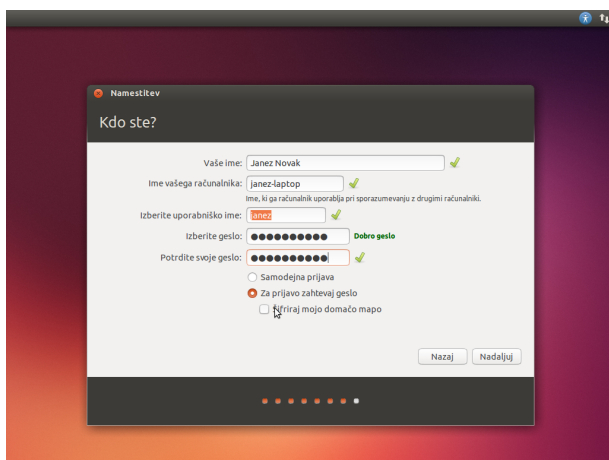 Namestitev
Kdo ste?
Vaše ime: Janez Novak
Ime vašega računalnika: janez-laptop
Ime, ki ga računalnik uporablja pri sporazumevanju z drugimi računalniki.
Izberite uporabniško ime: janez
Izberite geslo: ●●●●●●●●●● Dobro geslo
Potrdite svoje geslo: ●●●●●●●●●●
Samodejna prijava
Za prijavo zahtevaj geslo
Šifriraj mojo domačo mapo
Nazaj Nadaljuj